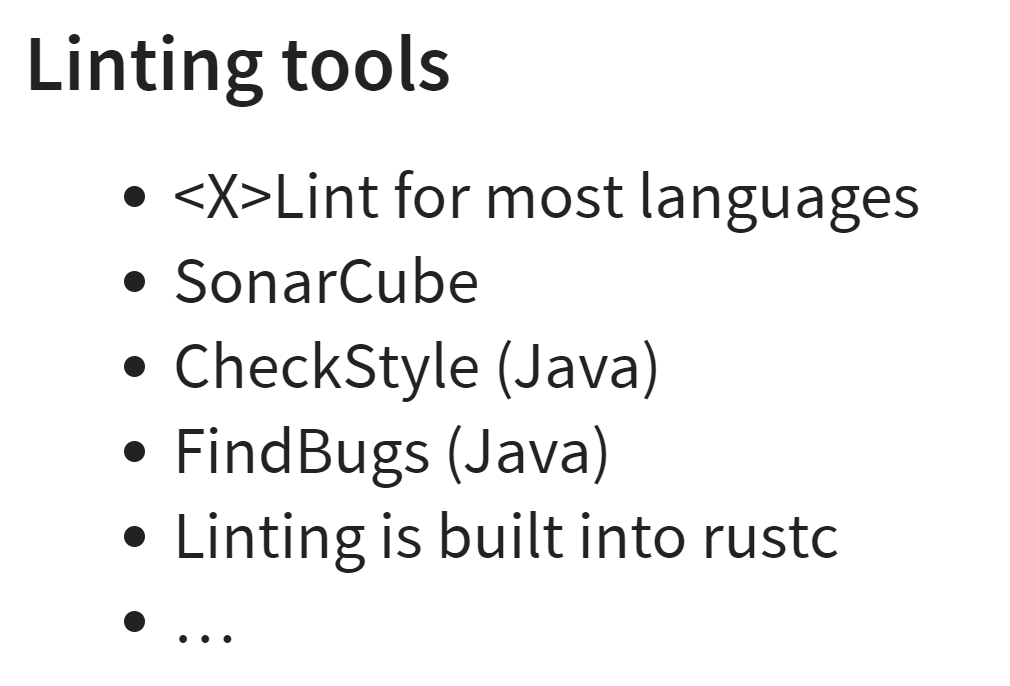 Linting tools
• <X>Lint for most languages
• SonarCube
• CheckStyle (Java)
• FindBugs (Java)
• Linting is built into rustc
• …